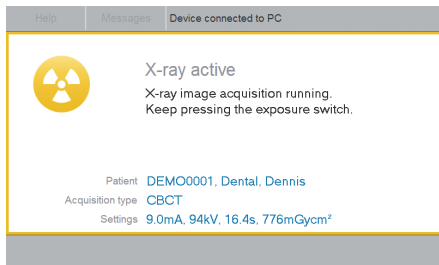 Help Messages Device connected to PC
X-ray active
X-ray image acquisition running.
Keep pressing the exposure switch.
Patient DEMO0001, Dental, Dennis
Acquisition type CBCT
Settings 9.0mA, 94kV, 16.4s, 776mGycm²